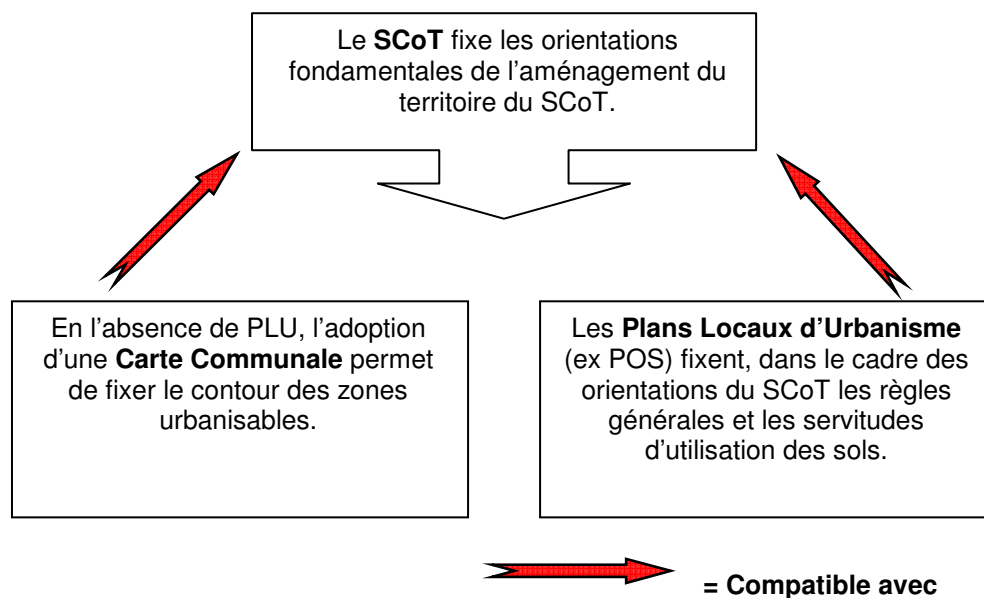 Le SCoT fixe les orientations
fondamentales de l’aménagement du
territoire du SCoT.
En l’absence de PLU, l’adoption
d’une Carte Communale permet
de fixer le contour des zones
urbanisables.
Les Plans Locaux d’Urbanisme
(ex POS) fixent, dans le cadre des
orientations du SCoT les règles
générales et les servitudes
d’utilisation des sols.
= Compatible avec